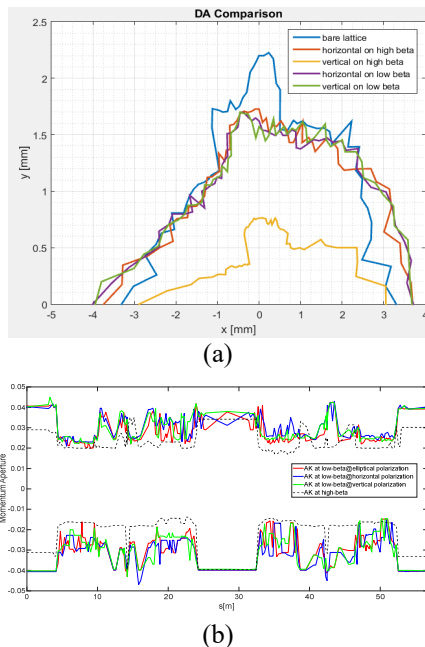 DA Comparison
bare lattice
horizontal on high beta
vertical on high beta
horizontal on low beta
vertical on low beta
2.5
2
1.5
1
0.5
0
y [mm]
-5 -4 -3 -2 -1 0 1 2 3 4
x [mm]
(a)
0.05
0.04
0.03
0.02
0.01
0
-0.01
-0.02
-0.03
-0.04
-0.05
Momentum Aperture
AK at low-beta@elliptical polarization
AK at low-beta@horizontal polarization
AK at low-beta@vertical polarization
AK at high-beta
0 10 20 30 40 50
s[m]
(b)